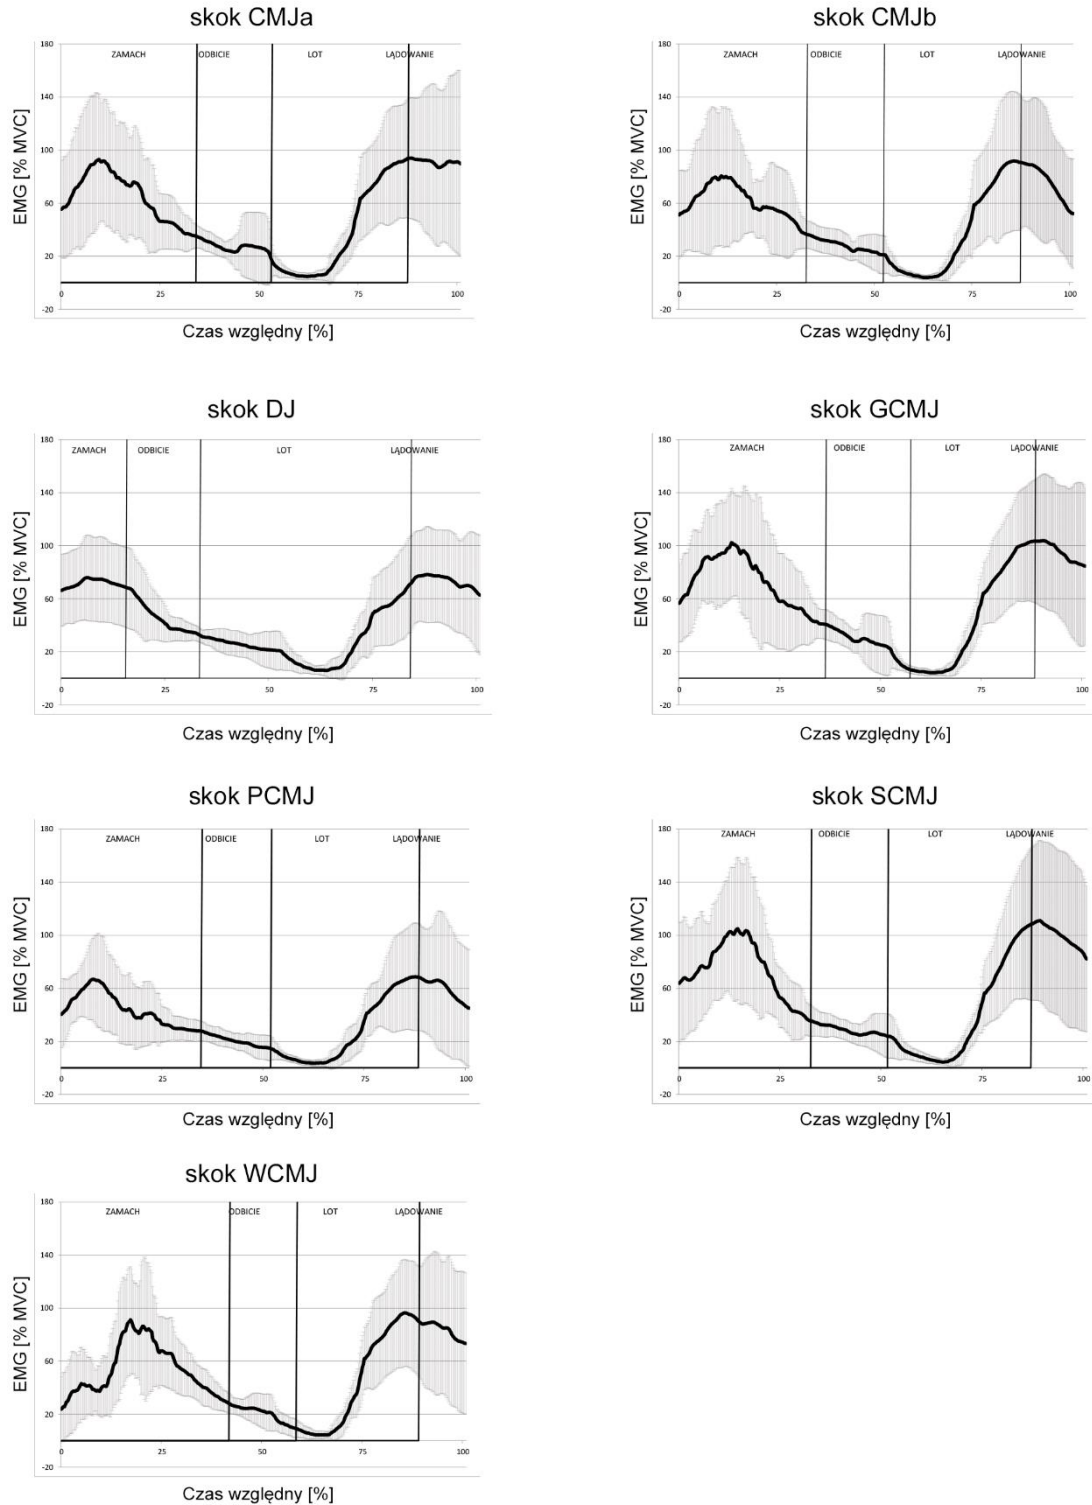 skok CMJa
180
140
100
60
20
-20
EMG [% MVC]
ZAMACH
ODBICIE
LOT
LĄDOWANIE
0
25
50
75
100
Czas względny [%]
skok CMJb
180
140
100
60
20
-20
EMG [% MVC]
ZAMACH
ODBICIE
LOT
LĄDOWANIE
0
25
50
75
100
Czas względny [%]
skok DJ
180
140
100
60
20
-20
EMG [% MVC]
ZAMACH
ODBICIE
LOT
LĄDOWANIE
0
25
50
75
100
Czas względny [%]
skok GCMJ
180
140
100
60
20
-20
EMG [% MVC]
ZAMACH
ODBICIE
LOT
LĄDOWANIE
0
25
50
75
100
Czas względny [%]
skok PCMJ
180
140
100
60
20
-20
EMG [% MVC]
ZAMACH
ODBICIE
LOT
LĄDOWANIE
0
25
50
75
100
Czas względny [%]
skok SCMJ
180
140
100
60
20
-20
EMG [% MVC]
ZAMACH
ODBICIE
LOT
LĄDOWANIE
0
25
50
75
100
Czas względny [%]
skok WCMJ
180
140
100
60
20
-20
EMG [% MVC]
ZAMACH
ODBICIE
LOT
LĄDOWANIE
0
25
50
75
100
Czas względny [%]